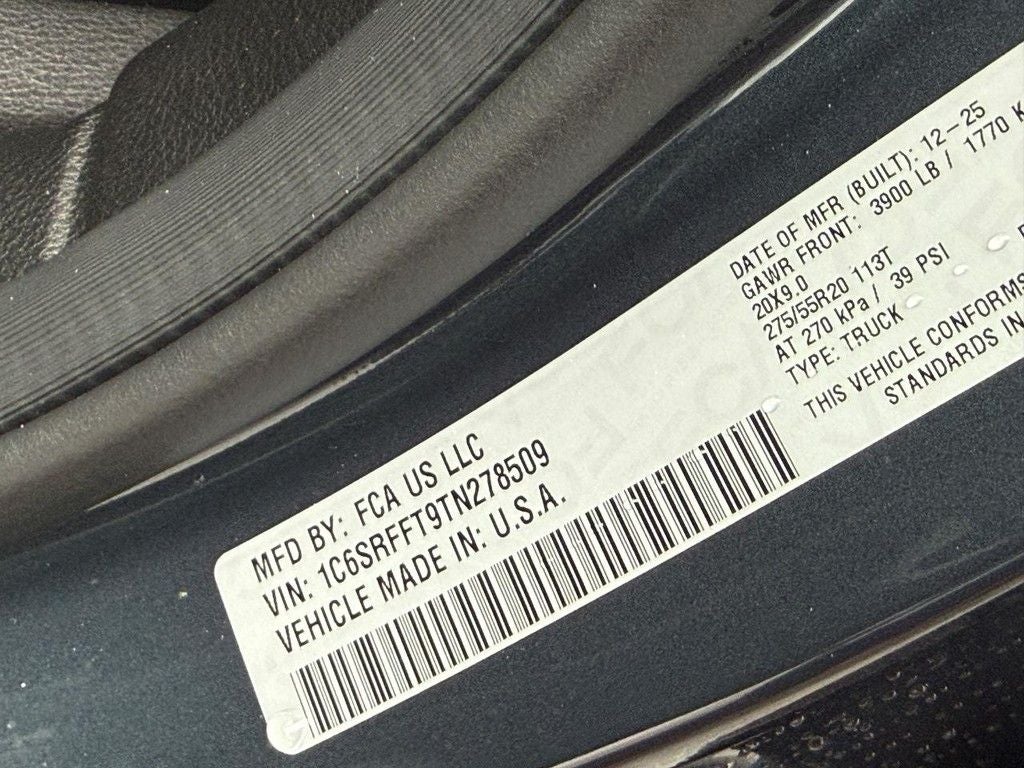 MFD BY: FCA US LLC
VIN: 1C6SRFFT9TN278509
VEHICLE MADE IN: U.S.A.
DATE OF MFR (BUILT): 12-25
GAWR FRONT: 3900 LB / 1770 K
20X9.0
275/55R20 113T
AT 270 kPa / 39 PSI
TYPE: TRUCK
THIS VEHICLE CONFORMS
STANDARDS IN